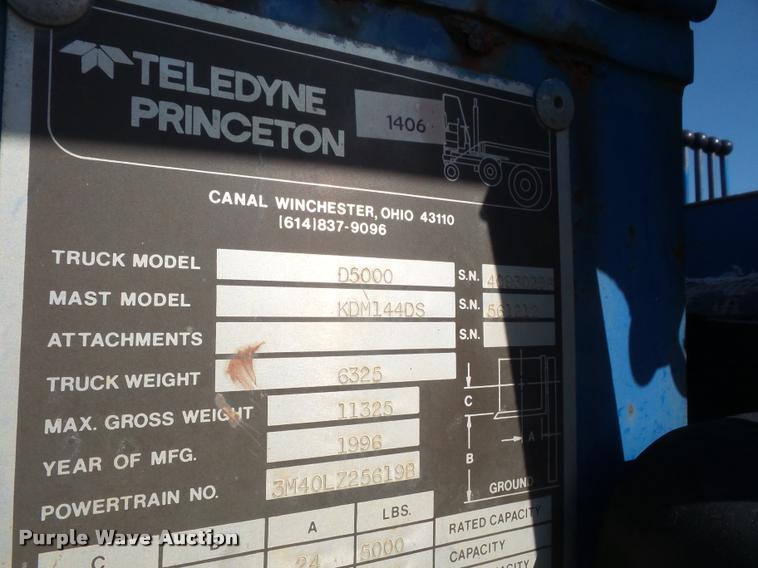 TELEDYNE
PRINCETON
1406
CANAL WINCHESTER, OHIO 43110
(614)837-9096
TRUCK MODEL D5000 S.N.
MAST MODEL KDM144DS S.N.
ATTACHMENTS S.N.
TRUCK WEIGHT 6325
MAX. GROSS WEIGHT 11325
YEAR OF MFG. 1996
POWERTRAIN NO. 3M40LZ25619B
C
A
B
GROUND
C B A LBS. RATED CAPACITY
24 5000 CAPACITY
CAPACITY
Purple Wave Auction